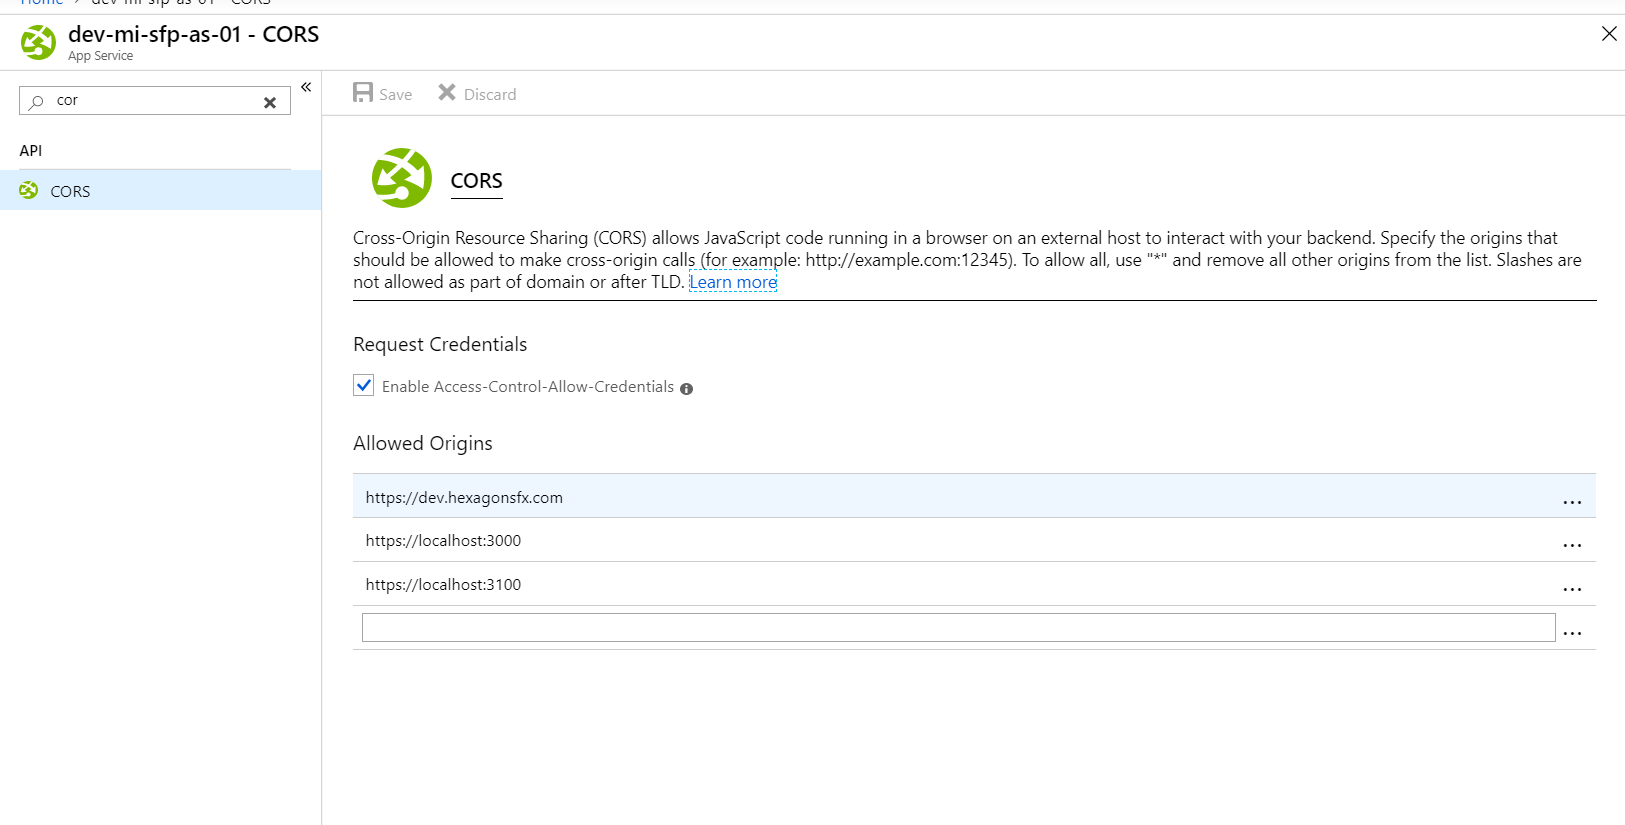 Home > dev-mi-sfp-as-01 - CORS
dev-mi-sfp-as-01 - CORS
App Service
cor
«
API
CORS
Save Discard
CORS
Cross-Origin Resource Sharing (CORS) allows JavaScript code running in a browser on an external host to interact with your backend. Specify the origins that
should be allowed to make cross-origin calls (for example: http://example.com:12345). To allow all, use "*" and remove all other origins from the list. Slashes are
not allowed as part of domain or after TLD. Learn more
Request Credentials
Enable Access-Control-Allow-Credentials
Allowed Origins
https://dev.hexagonsfx.com ...
https://localhost:3000 ...
https://localhost:3100 ...
...